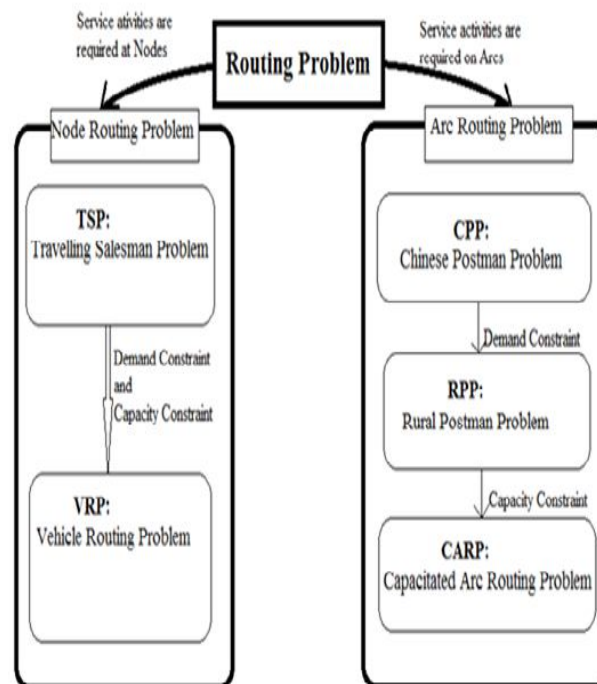 Service ativities are
required at Nodes
Routing Problem
Service activities are
required on Arcs
Node Routing Problem
TSP:
Travelling Salesman Problem
Demand Constraint
and
Capacity Constraint
VRP:
Vehicle Routing Problem
Arc Routing Problem
CPP:
Chinese Postman Problem
Demand Constraint
RPP:
Rural Postman Problem
Capacity Constraint
CARP:
Capacitated Arc Routing Problem